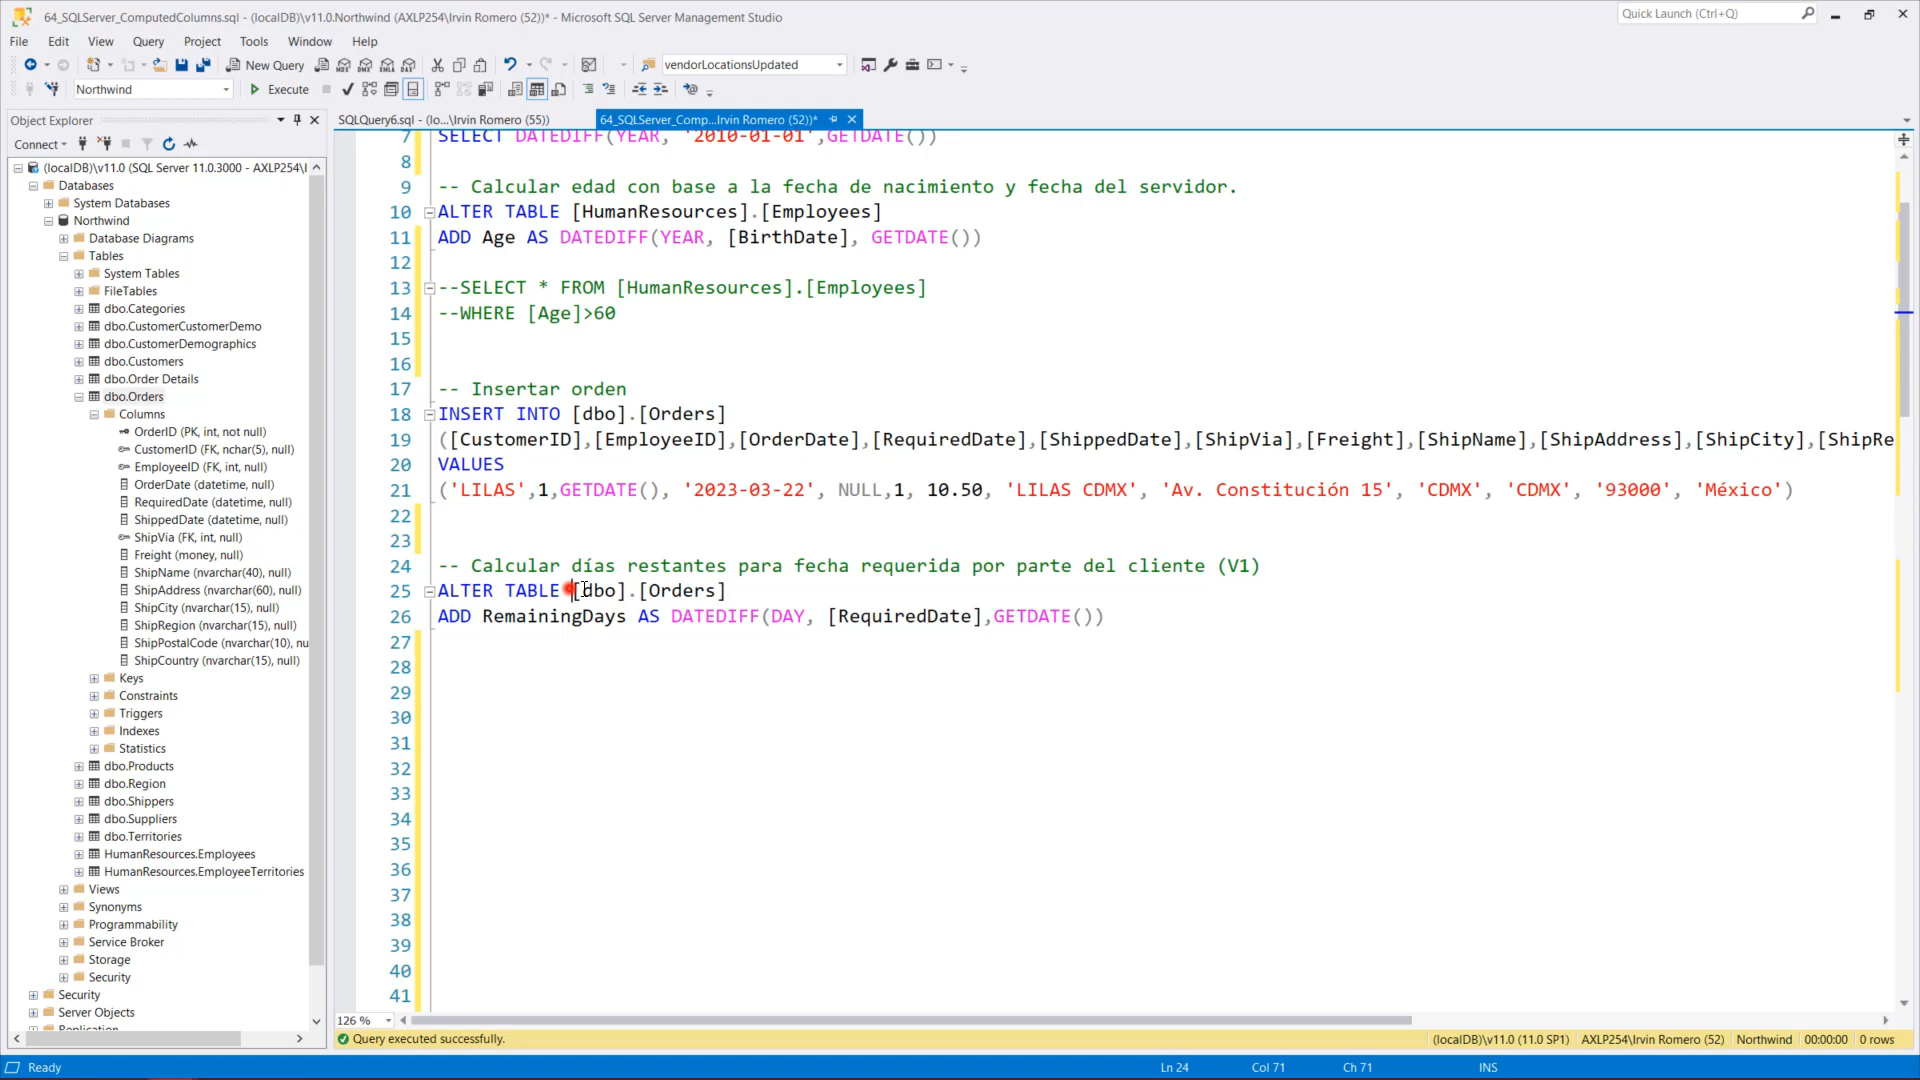 64_SQLServer_ComputedColumns.sql - (localDB)\v11.0.Northwind (AXLP254\Irvin Romero (52))* - Microsoft SQL Server Management Studio
Quick Launch (Ctrl+Q)
File Edit View Query Project Tools Window Help
New Query
MDX DMX XMLA DAX
vendorLocationsUpdated
Northwind
Execute
Object Explorer
SQLQuery6.sql - (lo...\Irvin Romero (55))
64_SQLServer_Comp...Irvin Romero (52))*
Connect
(localDB)\v11.0 (SQL Server 11.0.3000 - AXLP254\I
Databases
System Databases
Northwind
Database Diagrams
Tables
System Tables
FileTables
dbo.Categories
dbo.CustomerCustomerDemo
dbo.CustomerDemographics
dbo.Customers
dbo.Order Details
dbo.Orders
Columns
OrderID (PK, int, not null)
CustomerID (FK, nchar(5), null)
EmployeeID (FK, int, null)
OrderDate (datetime, null)
RequiredDate (datetime, null)
ShippedDate (datetime, null)
ShipVia (FK, int, null)
Freight (money, null)
ShipName (nvarchar(40), null)
ShipAddress (nvarchar(60), null)
ShipCity (nvarchar(15), null)
ShipRegion (nvarchar(15), null)
ShipPostalCode (nvarchar(10), nu
ShipCountry (nvarchar(15), null)
Keys
Constraints
Triggers
Indexes
Statistics
dbo.Products
dbo.Region
dbo.Shippers
dbo.Suppliers
dbo.Territories
HumanResources.Employees
HumanResources.EmployeeTerritories
Views
Synonyms
Programmability
Service Broker
Storage
Security
Security
Server Objects
Replication
7 SELECT DATEDIFF(YEAR, '2010-01-01',GETDATE())
8
9 -- Calcular edad con base a la fecha de nacimiento y fecha del servidor.
10 ALTER TABLE [HumanResources].[Employees]
11 ADD Age AS DATEDIFF(YEAR, [BirthDate], GETDATE())
12
13 --SELECT * FROM [HumanResources].[Employees]
14 --WHERE [Age]>60
15
16
17 -- Insertar orden
18 INSERT INTO [dbo].[Orders]
19 ([CustomerID],[EmployeeID],[OrderDate],[RequiredDate],[ShippedDate],[ShipVia],[Freight],[ShipName],[ShipAddress],[ShipCity],[ShipRe
20 VALUES
21 ('LILAS',1,GETDATE(), '2023-03-22', NULL,1, 10.50, 'LILAS CDMX', 'Av. Constitución 15', 'CDMX', 'CDMX', '93000', 'México')
22
23
24 -- Calcular días restantes para fecha requerida por parte del cliente (V1)
25 ALTER TABLE [dbo].[Orders]
26 ADD RemainingDays AS DATEDIFF(DAY, [RequiredDate],GETDATE())
27
28
29
30
31
32
33
34
35
36
37
38
39
40
41
126 %
Query executed successfully.
(localDB)\v11.0 (11.0 SP1) AXLP254\Irvin Romero (52) Northwind 00:00:00 0 rows
Ready
Ln 24 Col 71 Ch 71 INS